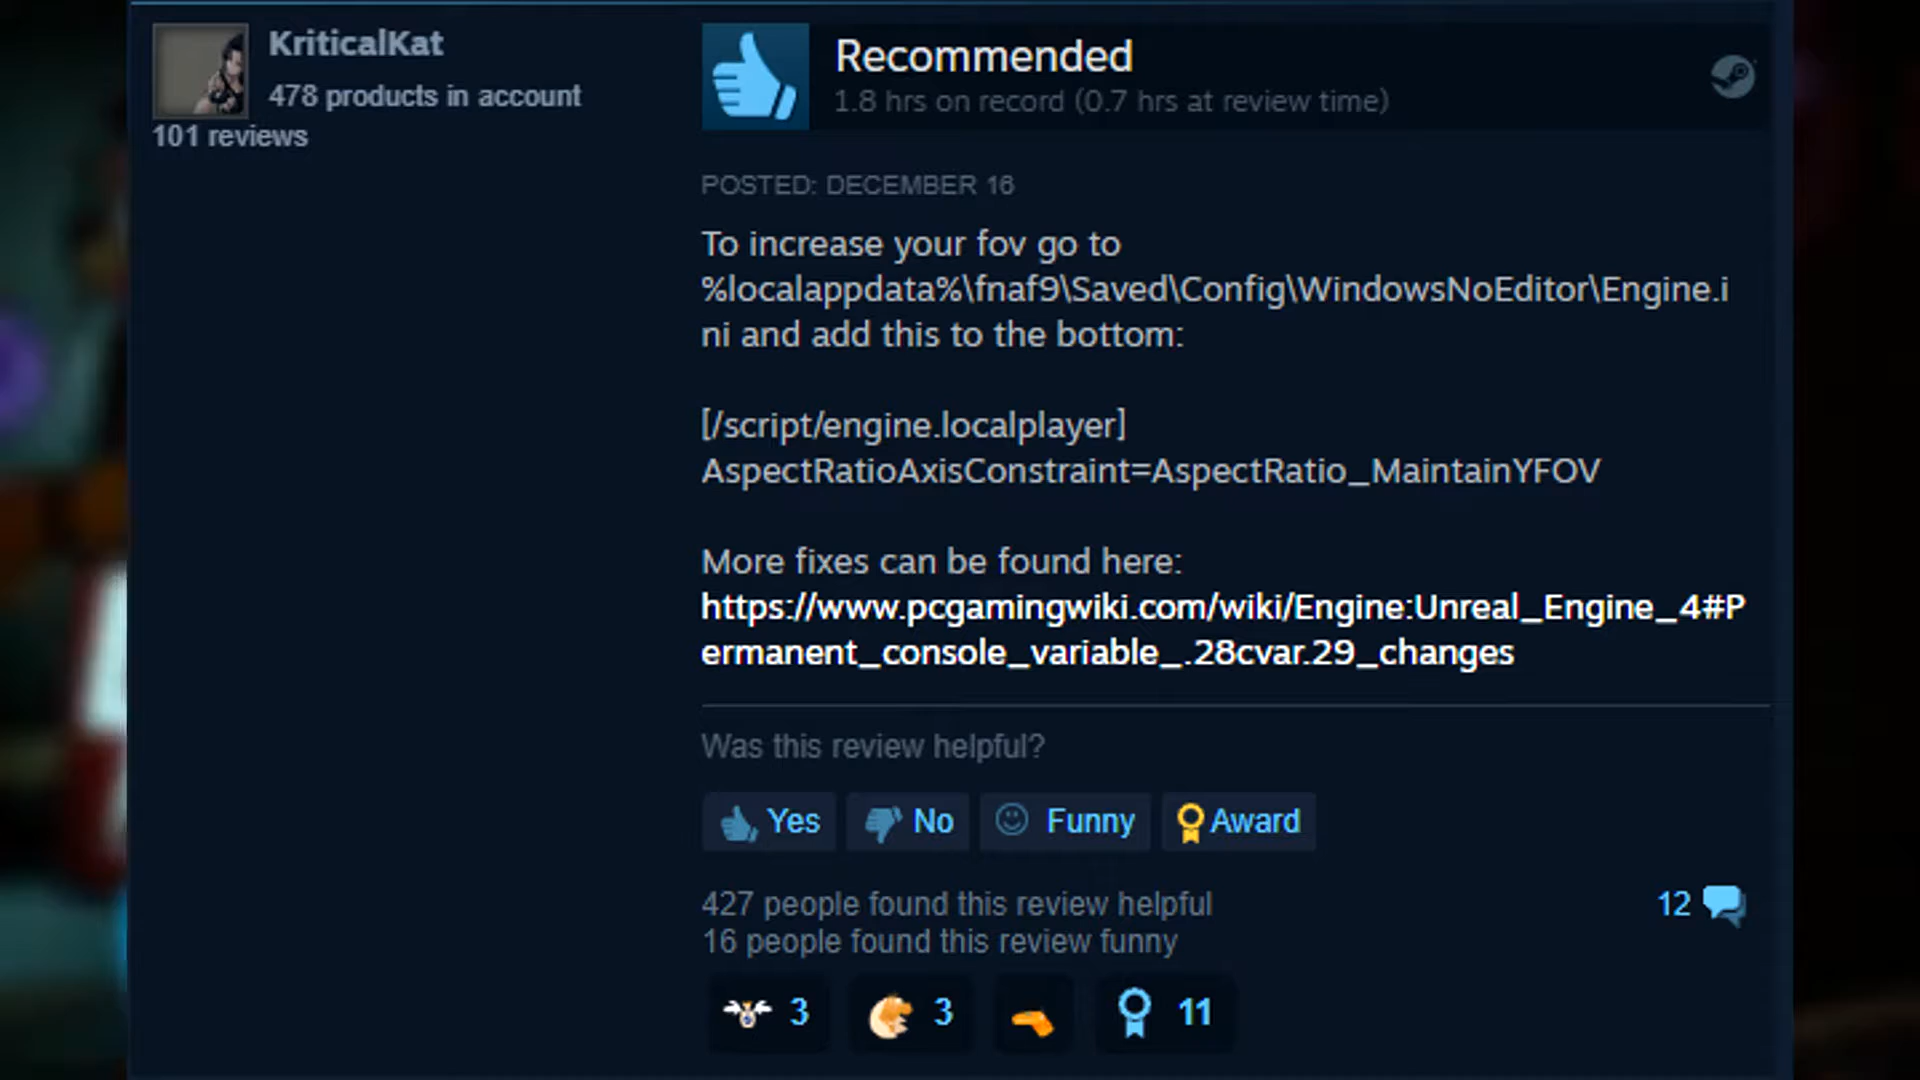 KriticalKat
478 products in account
101 reviews
Recommended
1.8 hrs on record (0.7 hrs at review time)
POSTED: DECEMBER 16
To increase your fov go to
%localappdata%\fnaf9\Saved\Config\WindowsNoEditor\Engine.i
ni and add this to the bottom:
[/script/engine.localplayer]
AspectRatioAxisConstraint=AspectRatio_MaintainYFOV
More fixes can be found here:
https://www.pcgamingwiki.com/wiki/Engine:Unreal_Engine_4#P
ermanent_console_variable_.28cvar.29_changes
Was this review helpful?
Yes No Funny Award
427 people found this review helpful 12
16 people found this review funny
3 3 11